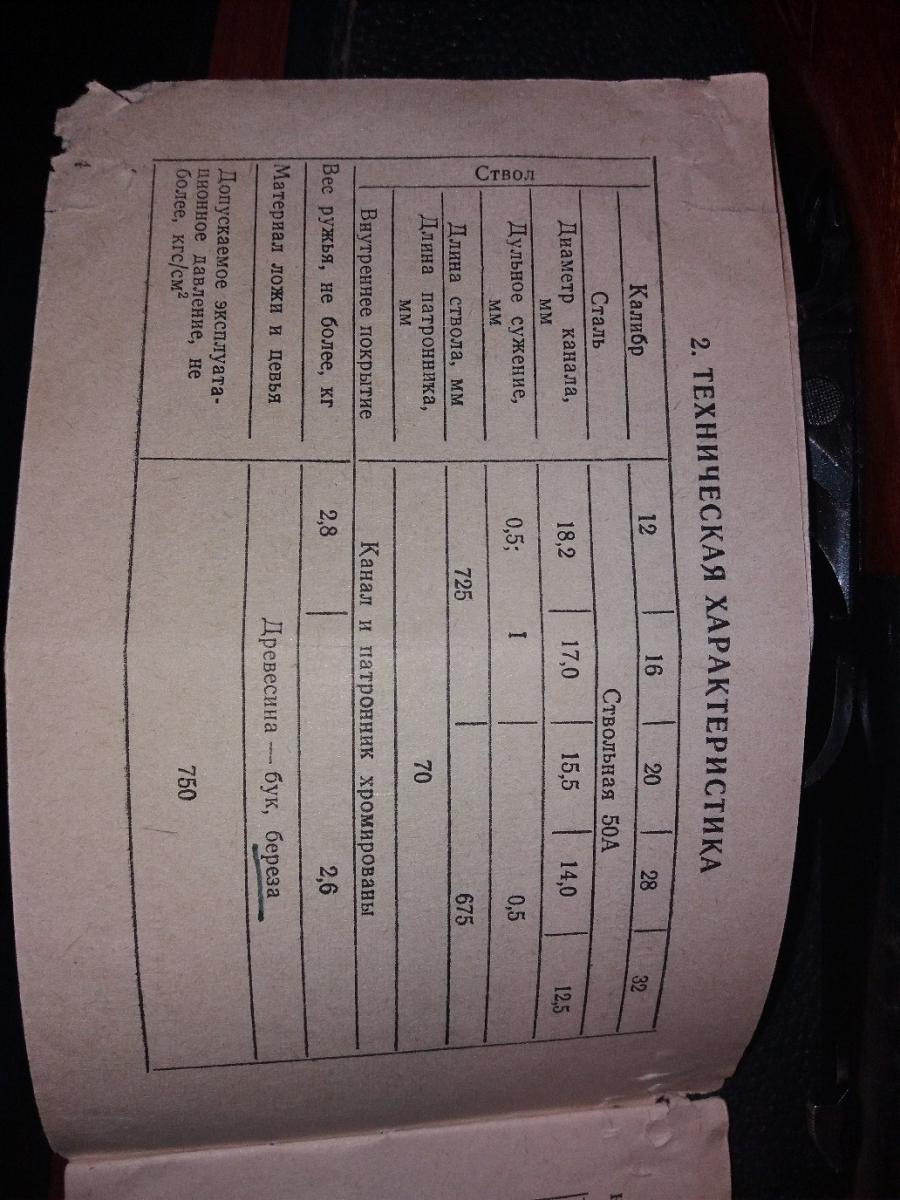 2. ТЕХНИЧЕСКАЯ ХАРАКТЕРИСТИКА
Калибр 12 16 20 28 32
Ствол
Сталь Ствольная 50А
Диаметр канала, мм 18,2 17,0 15,5 14,0 12,5
Дульное сужение, мм 0,5; I 0,5
Длина ствола, мм 725 675
Длина патронника, мм 70
Внутреннее покрытие Канал и патронник хромированы
Вес ружья, не более, кг 2,8 2,6
Материал ложи и цевья Древесина — бук, береза
Допускаемое эксплуата-
ционное давление, не
более, кгс/см² 750
4